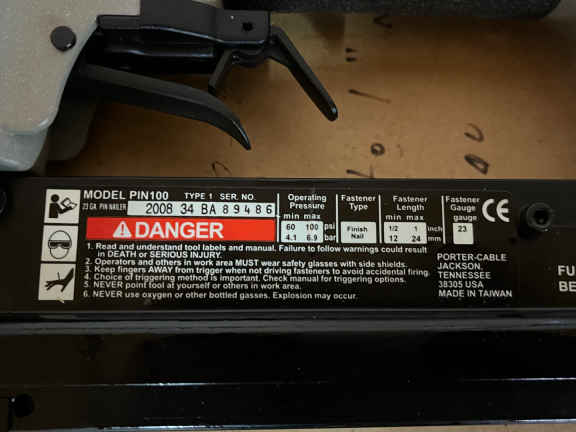 MODEL PIN100 TYPE 1 SER. NO.
23 GA. PIN NAILER 2008 34 BA 89486
DANGER
Operating Pressure
min max
60 100 psi
4.1 6.9 bar
Fastener Type
Finish Nail
Fastener Length
min max
1/2 1 inch
12 24 mm
Fastener Gauge
gauge
23
CE
1. Read and understand tool labels and manual. Failure to follow warnings could result
in DEATH or SERIOUS INJURY.
2. Operators and others in work area MUST wear safety glasses with side shields.
3. Keep fingers AWAY from trigger when not driving fasteners to avoid accidental firing.
4. Choice of triggering method is important. Check manual for triggering options.
5. NEVER point tool at yourself or others in work area.
6. NEVER use oxygen or other bottled gasses. Explosion may occur.
PORTER-CABLE
JACKSON,
TENNESSEE
38305 USA
MADE IN TAIWAN
FU
BE